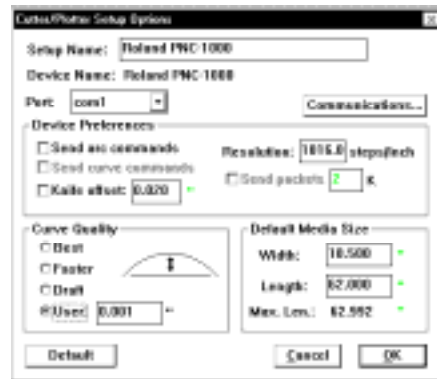 Cutter/Plotter Setup Options
Setup Name: Roland PNC-1000
Device Name: Roland PNC-1000
Port: com1 Communications...
Device Preferences
Send arc commands
Resolution: 1016.0 steps/inch
Send curve commands
Send packets 2 K
Knife offset: 0.020 "
Curve Quality
Best
Faster
Draft
User: 0.001 "
Default Media Size
Width: 18.500 "
Length: 62.000 "
Max. Len.: 62.992 "
Default Cancel OK